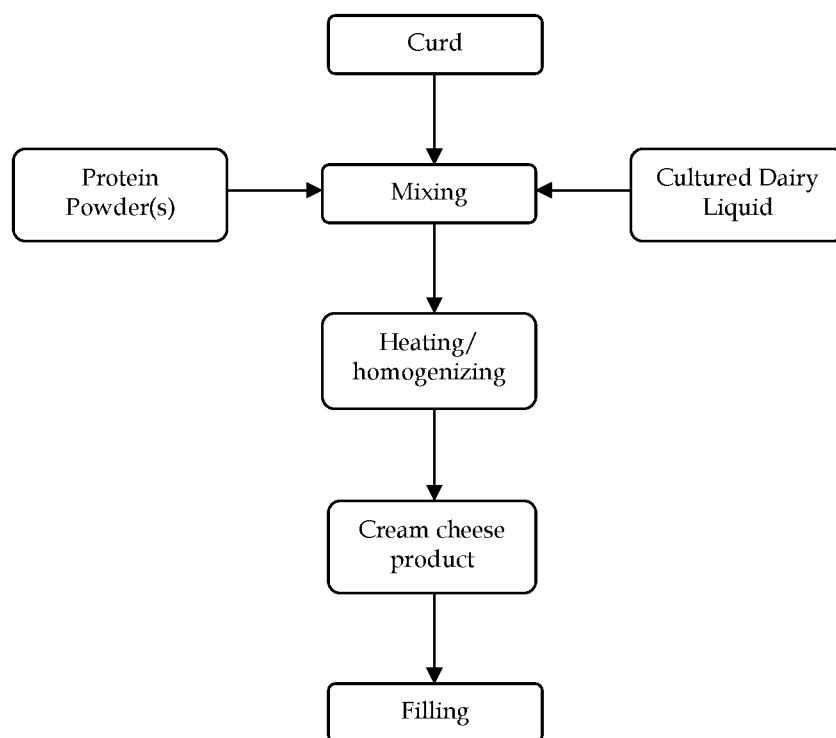 Curd
Protein
Powder(s)
Mixing
Cultured Dairy
Liquid
Heating/
homogenizing
Cream cheese
product
Filling